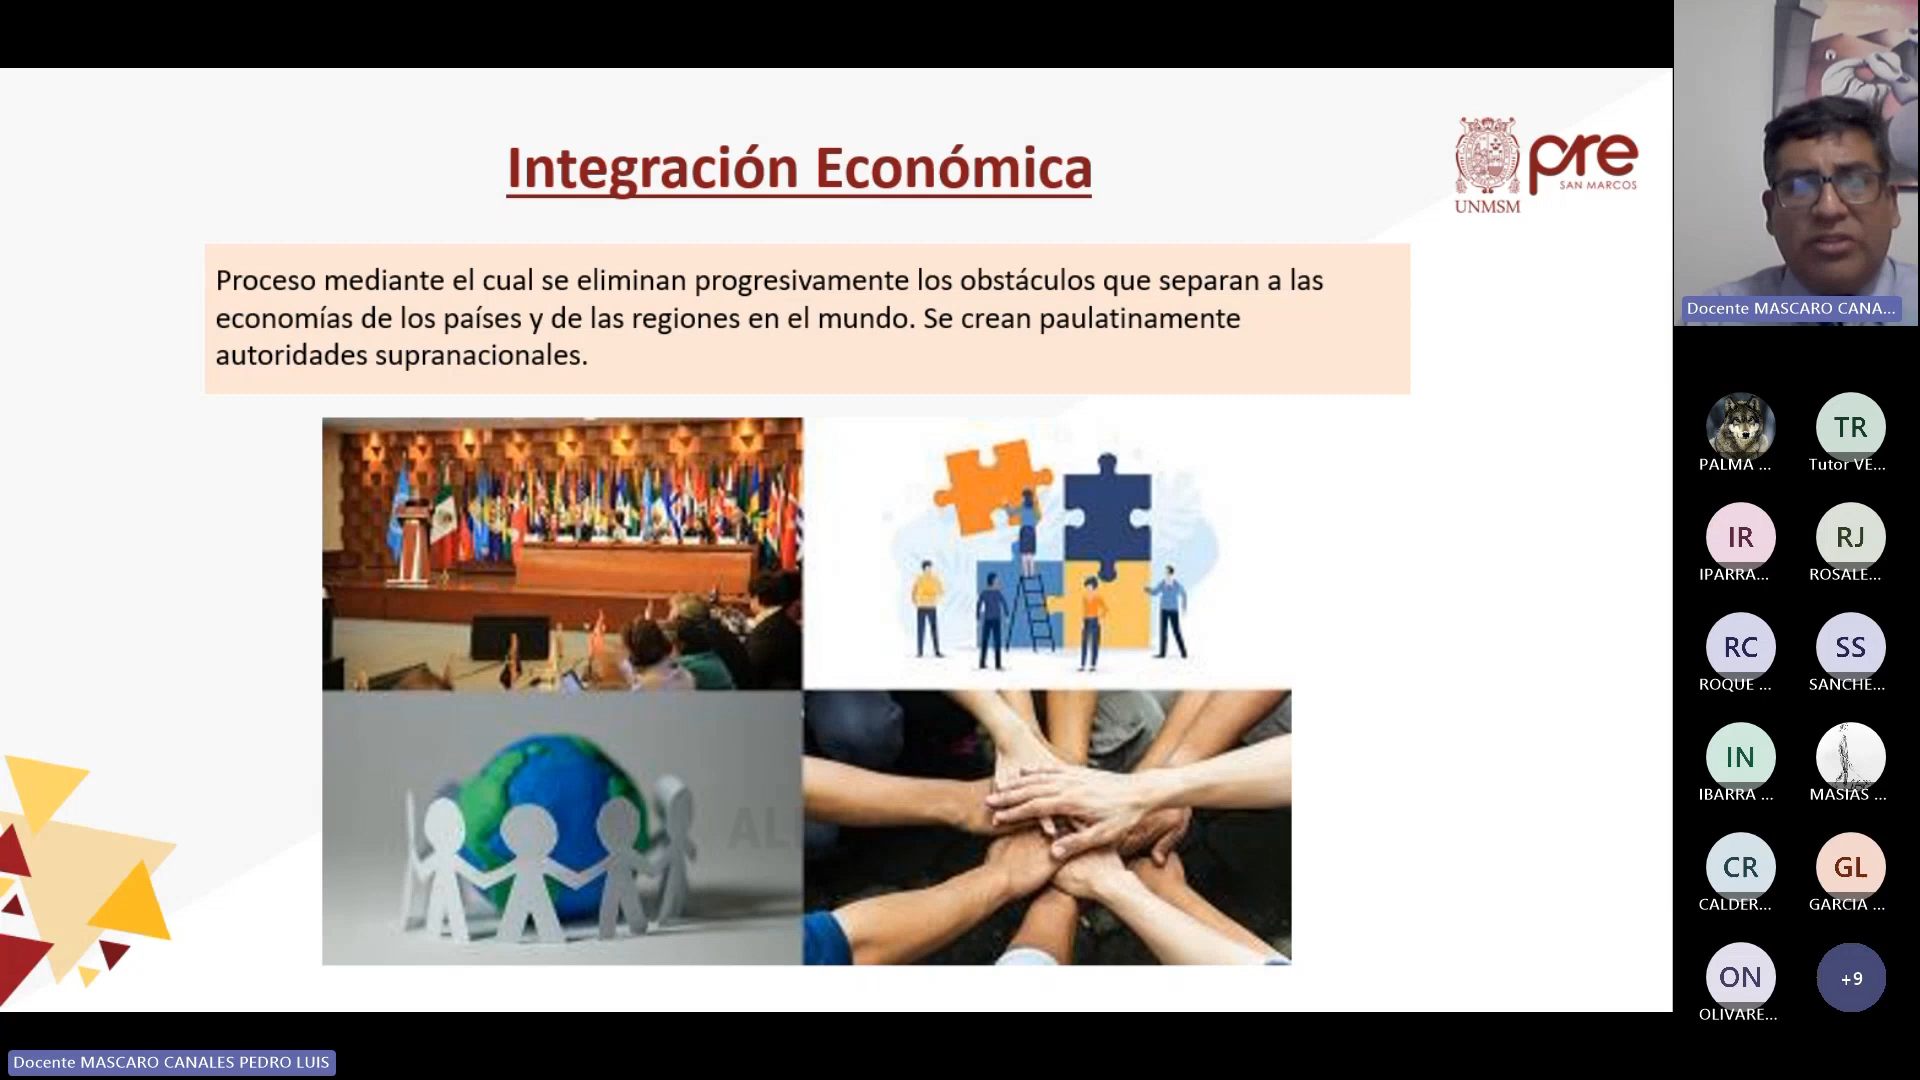 Integración Económica
UNMSM
pre
SAN MARCOS
Proceso mediante el cual se eliminan progresivamente los obstáculos que separan a las
economías de los países y de las regiones en el mundo. Se crean paulatinamente
autoridades supranacionales.
Docente MASCARO CANA...
PALMA ...
TR
Tutor VE...
IR
IPARRA...
RJ
ROSALE...
RC
ROQUE ...
SS
SANCHE...
IN
IBARRA ...
MASIAS ...
CR
CALDER...
GL
GARCIA ...
ON
OLIVARE...
+9
Docente MASCARO CANALES PEDRO LUIS